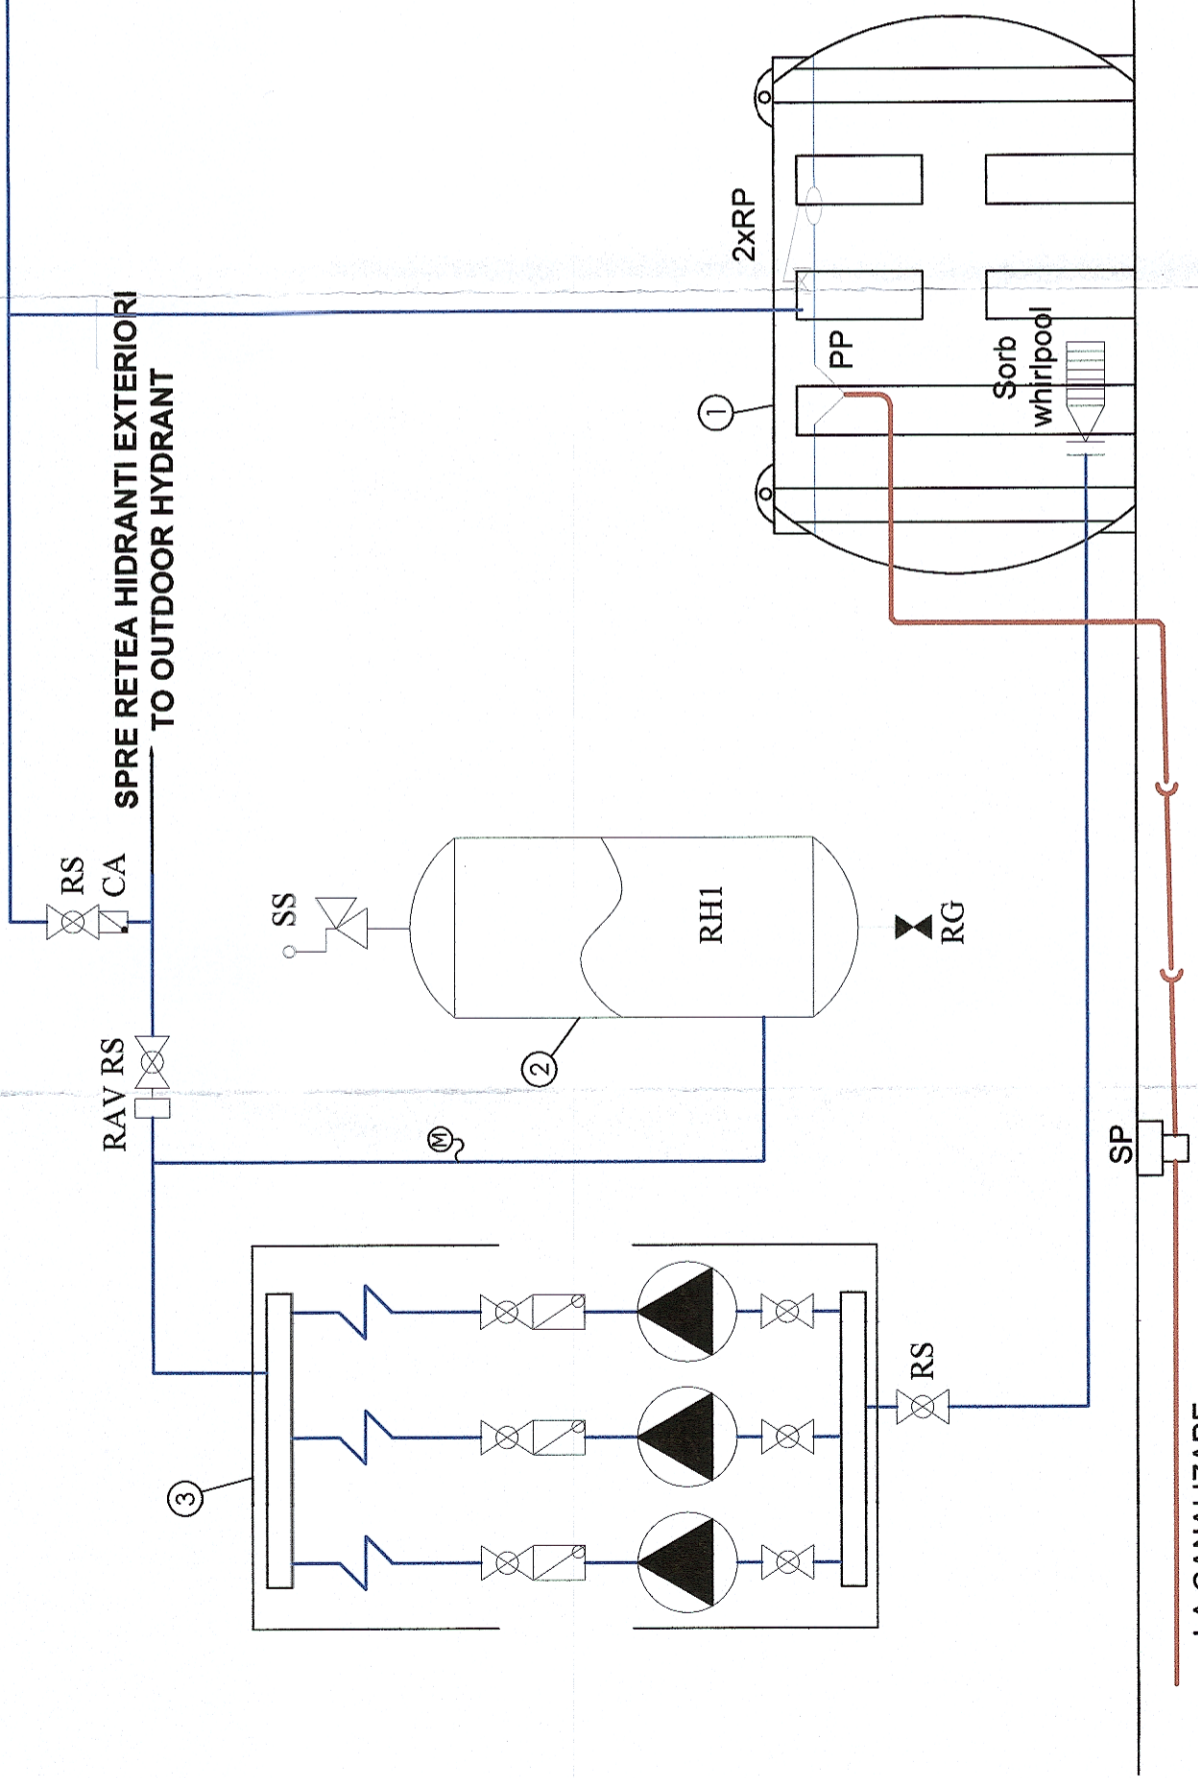 SPRE RETEA HIDRANTI EXTERIORI
TO OUTDOOR HYDRANT
RS
CA
RAV RS
SS
RH1
RG
2
M
3
RS
2xRP
PP
1
Sorb
whirlpool
SP